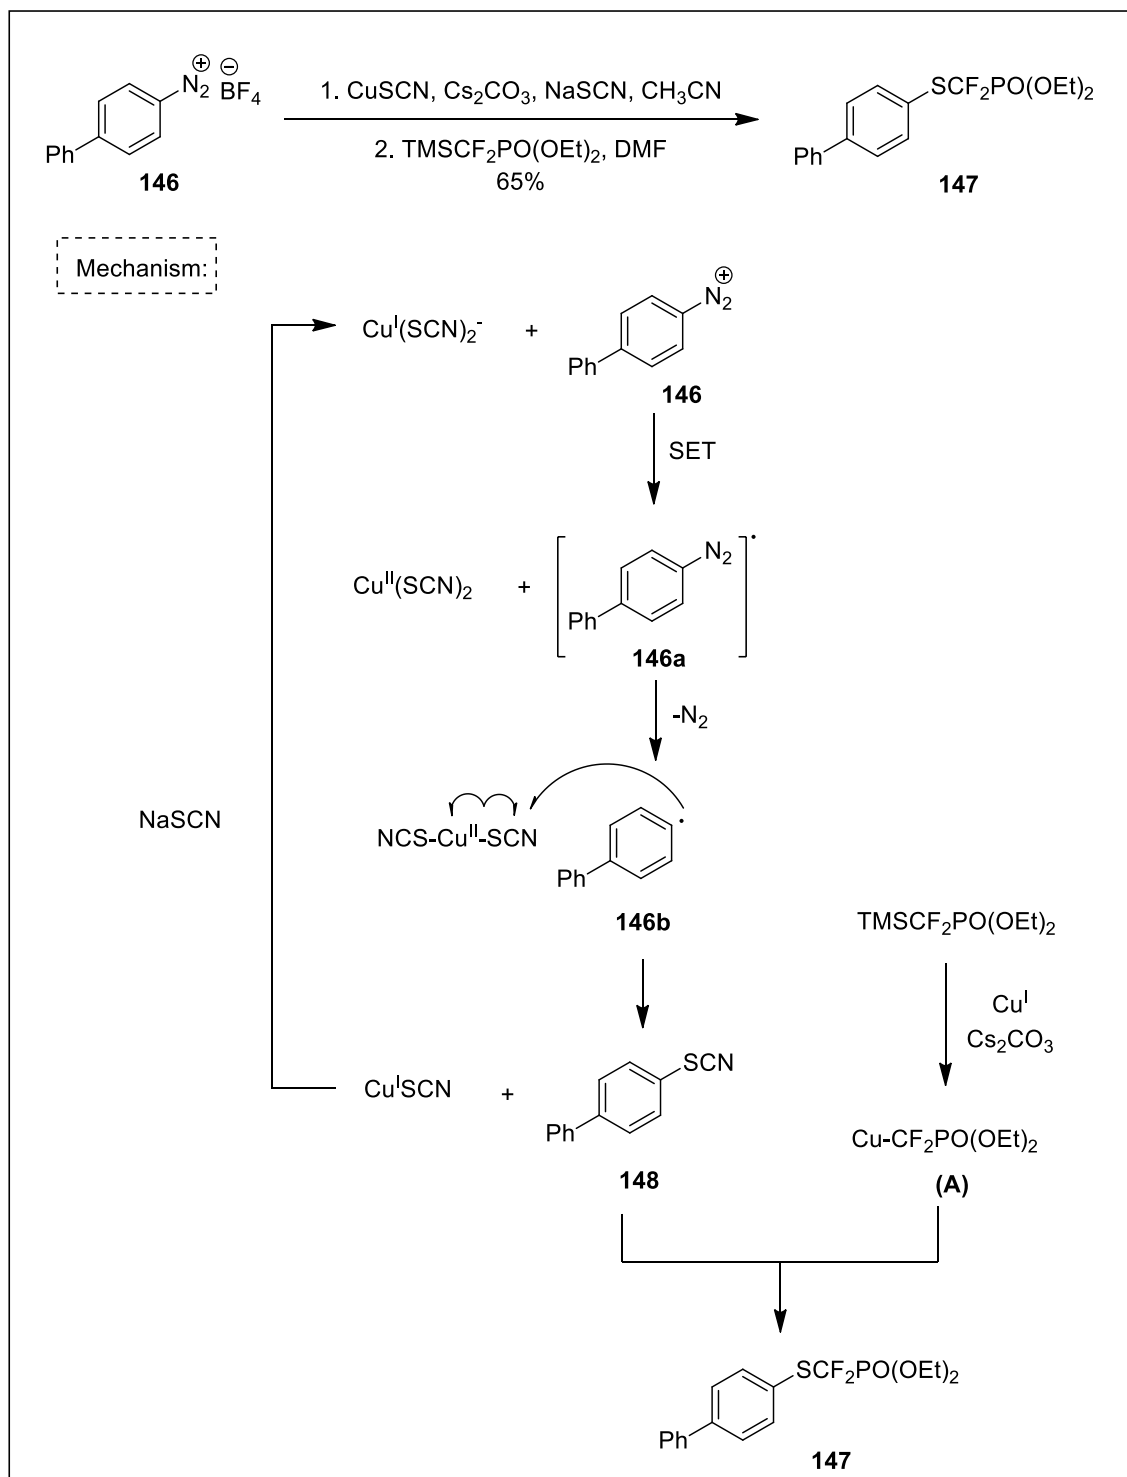 N₂⊕ ⊖BF₄
Ph
146
1. CuSCN, Cs₂CO₃, NaSCN, CH₃CN
2. TMSCF₂PO(OEt)₂, DMF
65%
SCF₂PO(OEt)₂
Ph
147
Mechanism:
Cuᴵ(SCN)₂⁻ + N₂⊕
Ph
146
SET
Cuᴵᴵ(SCN)₂ + N₂
Ph
146a
-N₂
NaSCN
NCS-Cuᴵᴵ-SCN
Ph
146b
TMSCF₂PO(OEt)₂
Cuᴵ
Cs₂CO₃
CuᴵSCN + SCN
Ph
148
Cu-CF₂PO(OEt)₂
(A)
SCF₂PO(OEt)₂
Ph
147